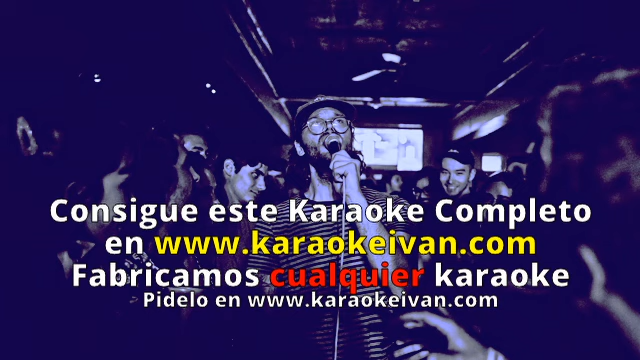 Consigue este Karaoke Completo
en www.karaokeivan.com
Fabricamos cualquier karaoke
Pidelo en www.karaokeivan.com